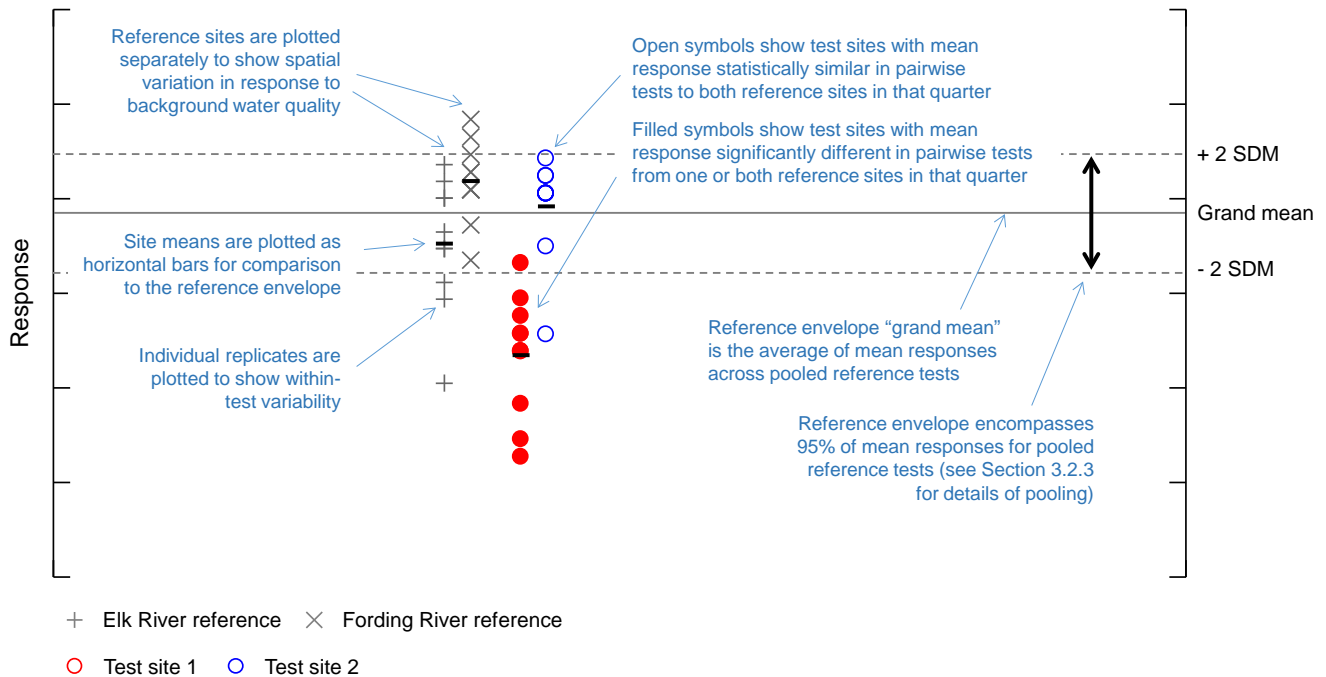 Reference sites are plotted
separately to show spatial
variation in response to
background water quality
Open symbols show test sites with mean
response statistically similar in pairwise
tests to both reference sites in that quarter
Filled symbols show test sites with mean
response significantly different in pairwise tests
from one or both reference sites in that quarter
+ 2 SDM
Grand mean
- 2 SDM
Response
Site means are plotted as
horizontal bars for comparison
to the reference envelope
Individual replicates are
plotted to show within-
test variability
Reference envelope “grand mean”
is the average of mean responses
across pooled reference tests
Reference envelope encompasses
95% of mean responses for pooled
reference tests (see Section 3.2.3
for details of pooling)
Elk River reference
Fording River reference
Test site 1
Test site 2